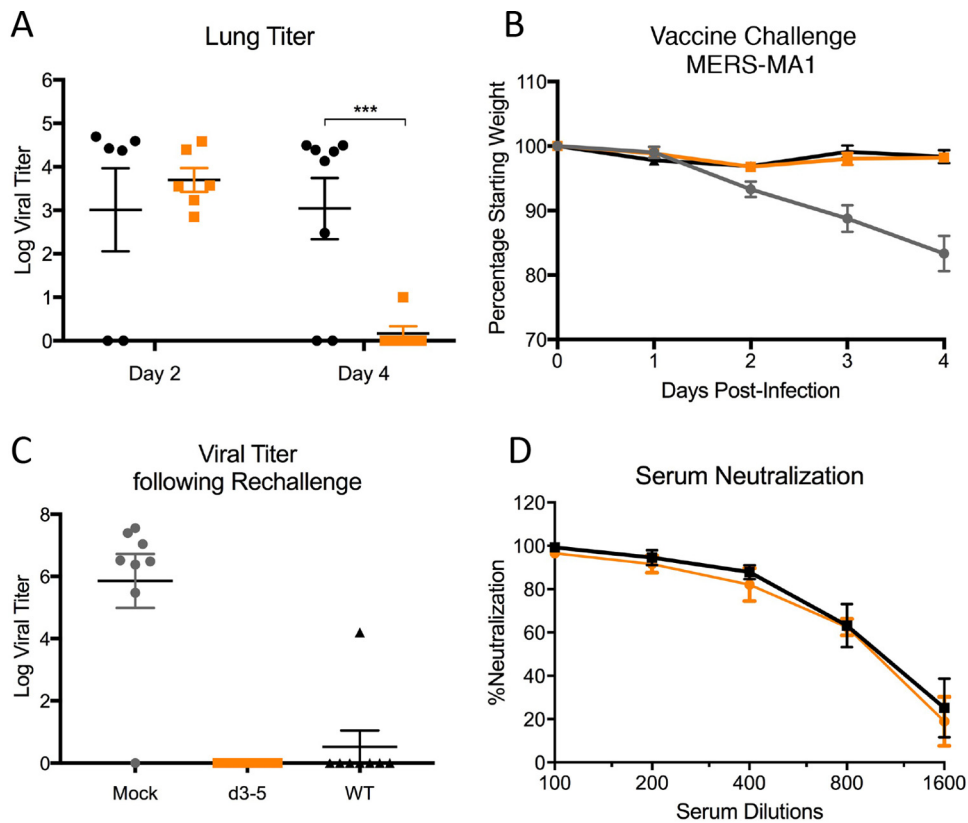 A
Lung Titer
Log Viral Titer
6
5
4
3
2
1
0
***
Day 2
Day 4
B
Vaccine Challenge
MERS-MA1
Percentage Starting Weight
110
100
90
80
70
0 1 2 3 4
Days Post-Infection
C
Viral Titer
following Rechallenge
Log Viral Titer
8
6
4
2
0
Mock d3-5 WT
D
Serum Neutralization
%Neutralization
120
100
80
60
40
20
0
100 200 400 800 1600
Serum Dilutions